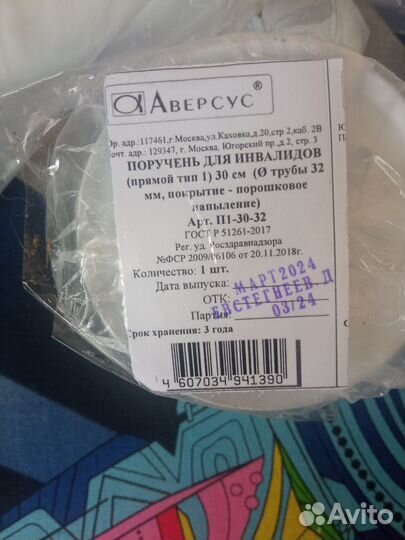 АВЕРСУС®
Юр. адр.:117461,г.Москва,ул.Каховка,д.20,стр 2,каб. 2В
почт. адр.: 129347, г. Москва, Югорский пр.,д.2, стр. 3
ПОРУЧЕНЬ ДЛЯ ИНВАЛИДОВ
(прямой тип 1) 30 см (Ø трубы 32
мм, покрытие - порошковое
напыление)
Арт. П1-30-32
ГОСТ Р 51261-2017
Рег. уд. Росздравнадзора
№ФСР 2009/06106 от 20.11.2018г.
Количество: 1 шт.
Дата выпуска: МАРТ2024
ОТК: ЕВСТЕГНЕЕВ Д
Партия: 03/24
Срок хранения: 3 года
4 607034 941390
Avito